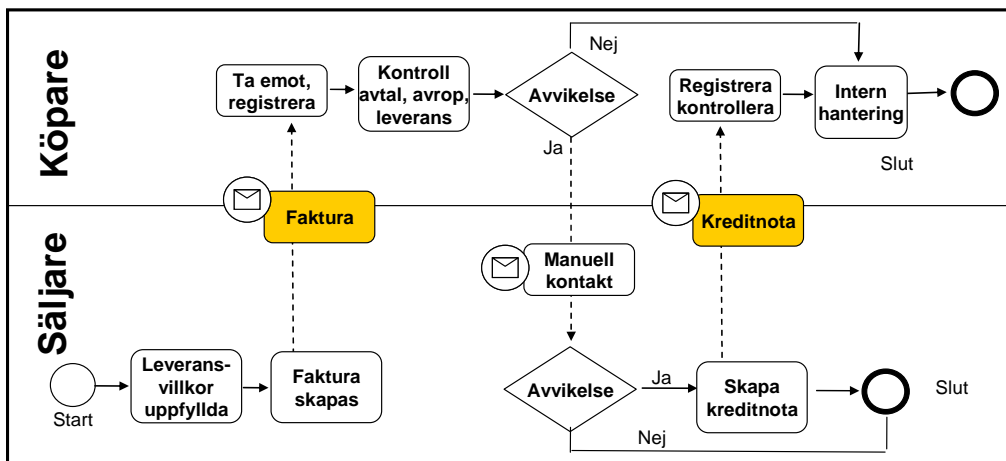 Köpare
Ta emot,
registrera
Kontroll
avtal, avrop,
leverans
Avvikelse
Nej
Ja
Registrera
kontrollera
Intern
hantering
Slut
Faktura
Kreditnota
Säljare
Manuell
kontakt
Start
Leverans-
villkor
uppfyllda
Faktura
skapas
Avvikelse
Ja
Nej
Skapa
kreditnota
Slut